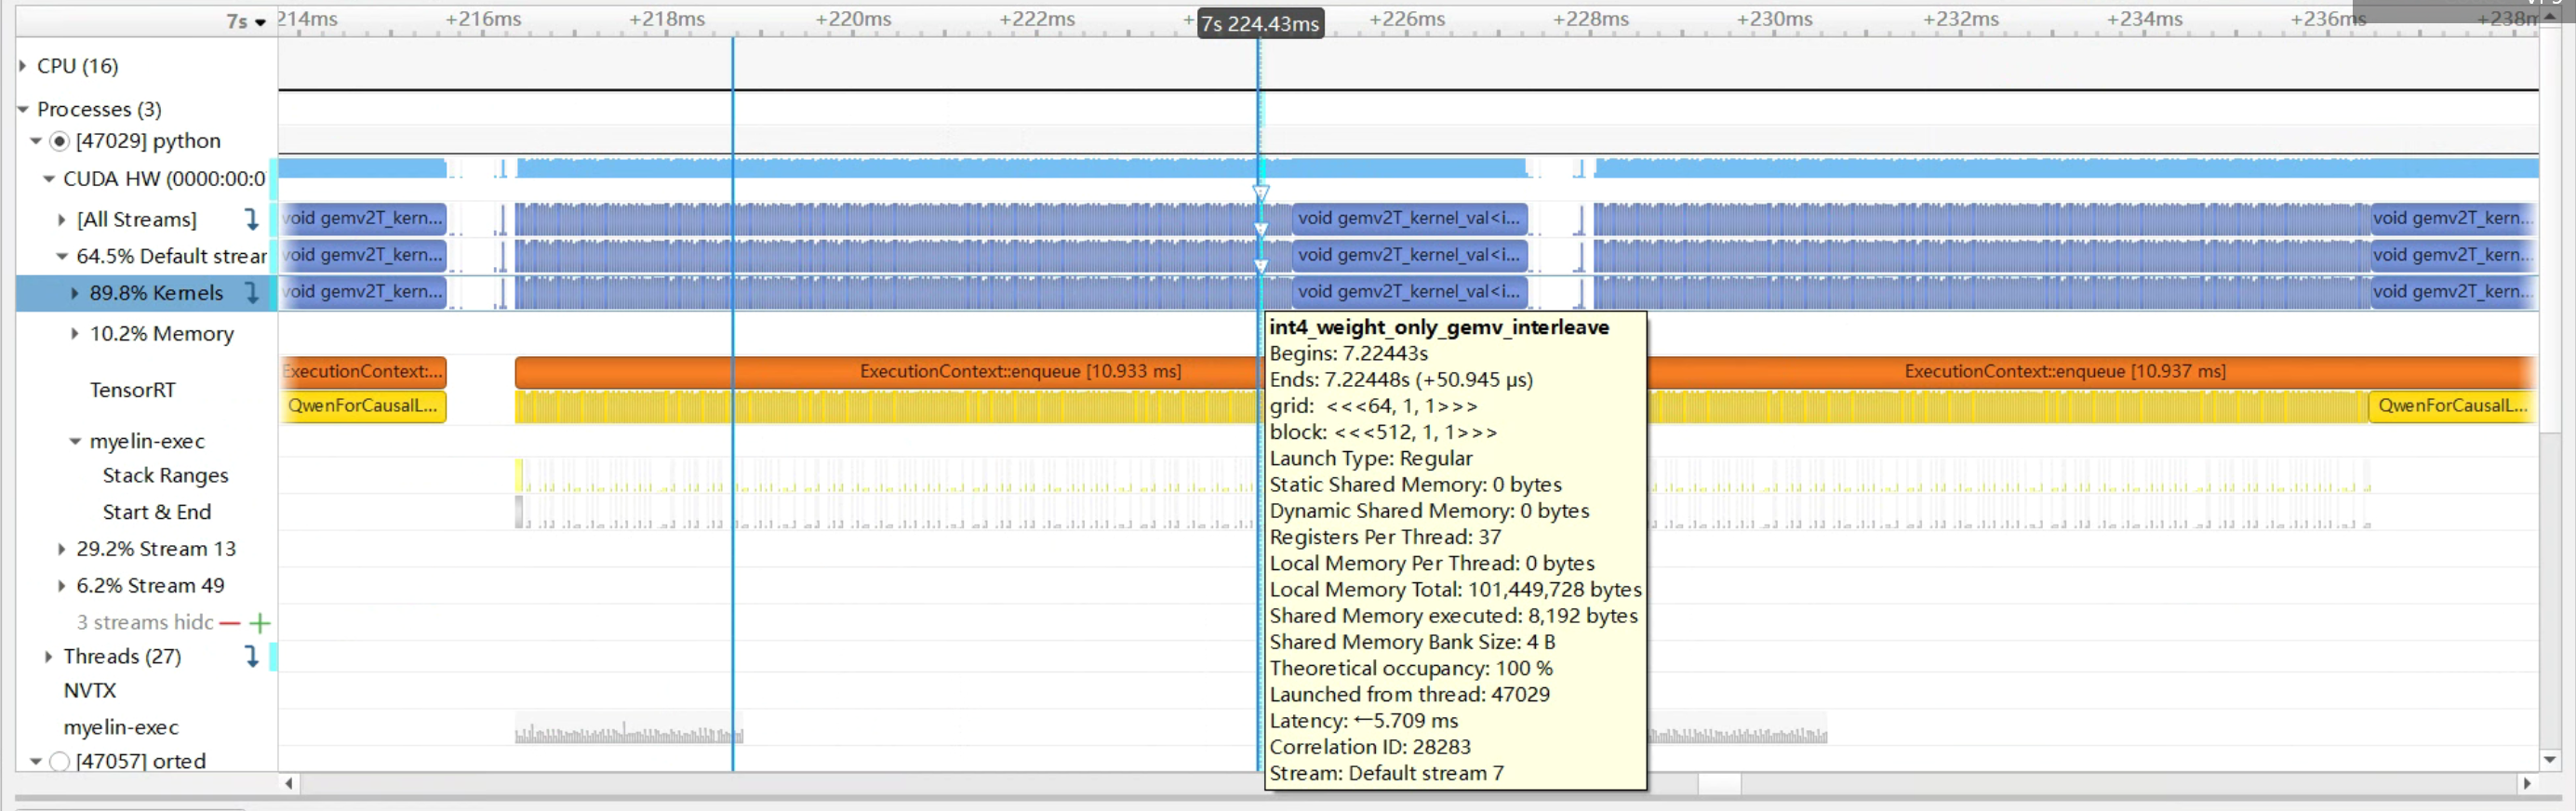 7s 214ms +216ms +218ms +220ms +222ms + 7s 224.43ms +226ms +228ms +230ms +232ms +234ms +236ms +238m
CPU (16)
Processes (3)
[47029] python
CUDA HW (0000:00:0
[All Streams] void gemv2T_kern... void gemv2T_kernel_val<i... void gemv2T_kern...
64.5% Default strear void gemv2T_kern... void gemv2T_kernel_val<i... void gemv2T_kern...
89.8% Kernels void gemv2T_kern... void gemv2T_kernel_val<i... void gemv2T_kern...
10.2% Memory
TensorRT
ExecutionContext:... ExecutionContext::enqueue [10.933 ms] ExecutionContext::enqueue [10.937 ms]
QwenForCausalL... QwenForCausalL...
myelin-exec
Stack Ranges
Start & End
29.2% Stream 13
6.2% Stream 49
3 streams hidc
Threads (27)
NVTX
myelin-exec
[47057] orted
int4_weight_only_gemv_interleave
Begins: 7.22443s
Ends: 7.22448s (+50.945 μs)
grid: <<<64, 1, 1>>>
block: <<<512, 1, 1>>>
Launch Type: Regular
Static Shared Memory: 0 bytes
Dynamic Shared Memory: 0 bytes
Registers Per Thread: 37
Local Memory Per Thread: 0 bytes
Local Memory Total: 101,449,728 bytes
Shared Memory executed: 8,192 bytes
Shared Memory Bank Size: 4 B
Theoretical occupancy: 100 %
Launched from thread: 47029
Latency: ←5.709 ms
Correlation ID: 28283
Stream: Default stream 7